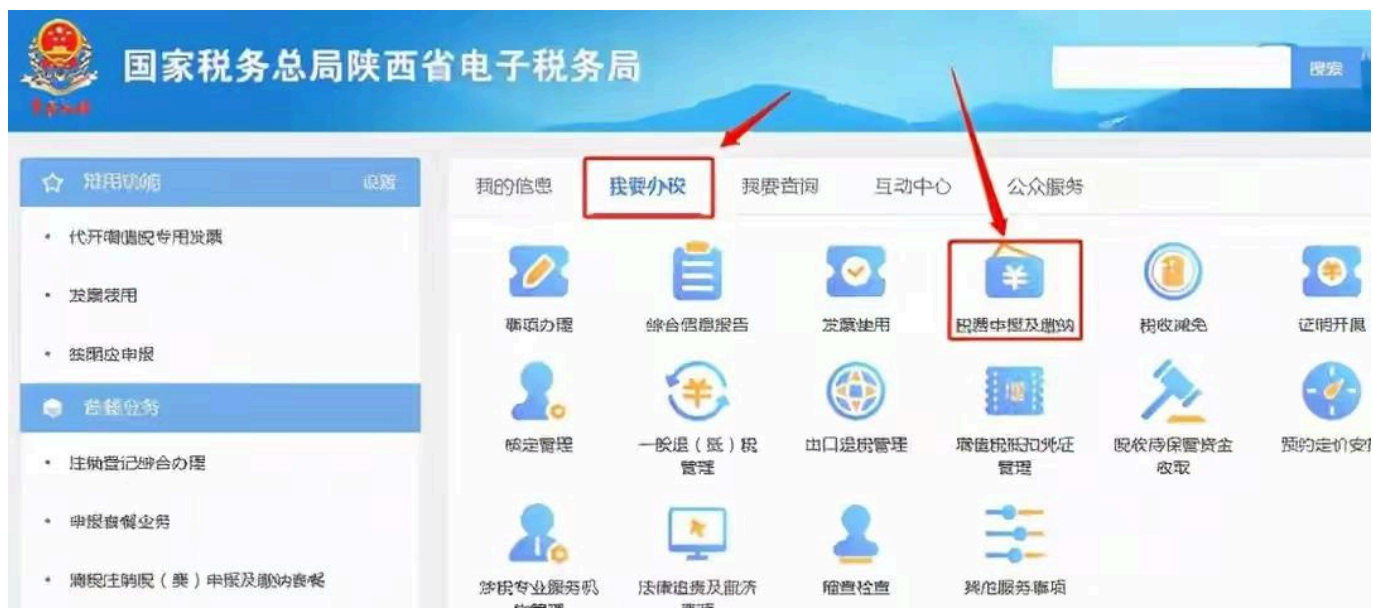 国家税务总局陕西省电子税务局
搜索
常用功能
设置
我的信息
我要办税
我要查询
互动中心
公众服务
代开增值税专用发票
发票领用
按期应申报
事项办理
综合信息报告
发票使用
税费申报及缴纳
税收减免
证明开具
套餐业务
注销登记综合办理
核定管理
一般退（抵）税
管理
出口退税管理
增值税抵扣凭证
管理
税收待保管资金
收取
预约定价安
申报套餐业务
清税注销税（费）申报及缴纳套餐
涉税专业服务机
构管理
法律追责及救济
事项
稽查检查
其他服务事项